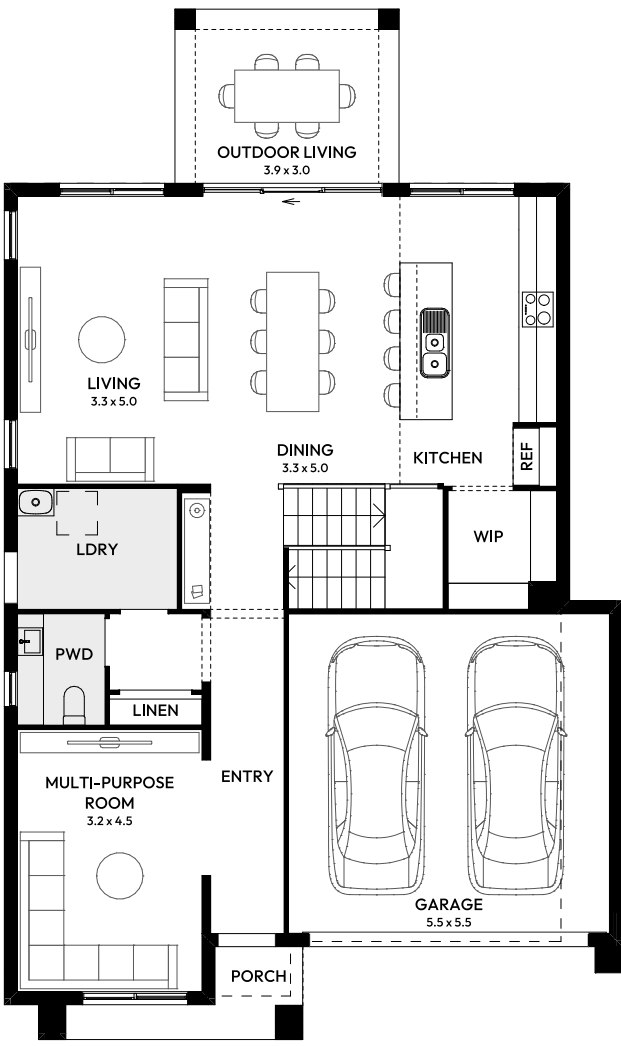 OUTDOOR LIVING
3.9 x 3.0
LIVING
3.3 x 5.0
DINING
3.3 x 5.0
KITCHEN
REF
WIP
LDRY
PWD
LINEN
MULTI-PURPOSE
ROOM
3.2 x 4.5
ENTRY
GARAGE
5.5 x 5.5
PORCH